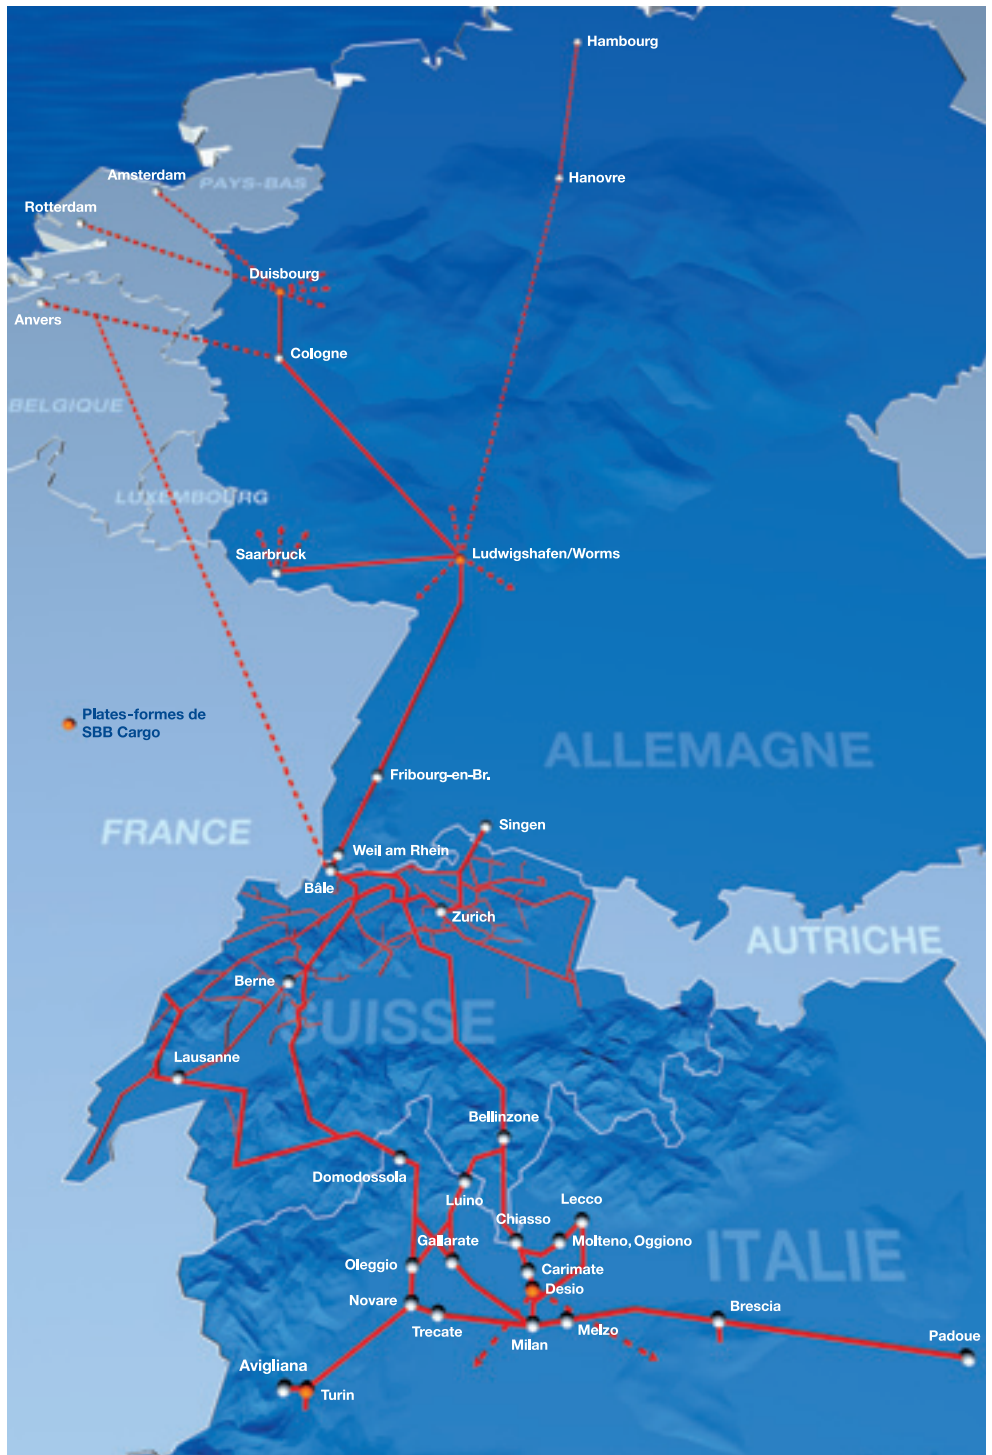 Hambourg
Amsterdam
PAYS-BAS
Hanovre
Rotterdam
Duisbourg
Anvers
Cologne
BELGIQUE
LUXEMBOURG
Saarbruck
Ludwigshafen/Worms
Plates-formes de
SBB Cargo
ALLEMAGNE
Fribourg-en-Br.
FRANCE
Singen
Weil am Rhein
Bâle
Zurich
AUTRICHE
Berne
SUISSE
Lausanne
Bellinzone
Domodossola
Luino
Lecco
Chiasso
Gallarate
Molteno, Oggiono
ITALIE
Oleggio
Carimate
Desio
Novare
Brescia
Trecate
Milan
Melzo
Padoue
Avigliana
Turin